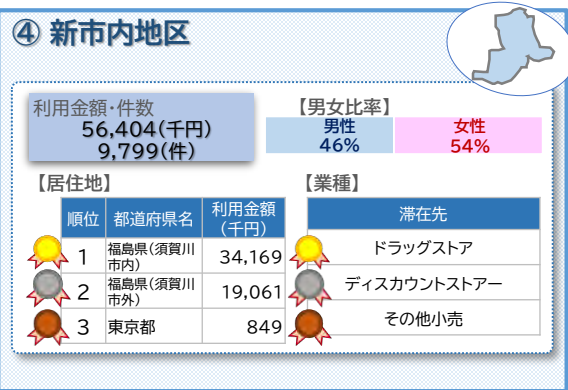 ④ 新市内地区
利用金額・件数
56,404(千円)
9,799(件)
【男女比率】
男性 女性
46% 54%
【居住地】
順位 都道府県名 利用金額
(千円)
1 福島県(須賀川
市内) 34,169
2 福島県(須賀川
市外) 19,061
3 東京都 849
【業種】
滞在先
ドラッグストア
ディスカウントストアー
その他小売